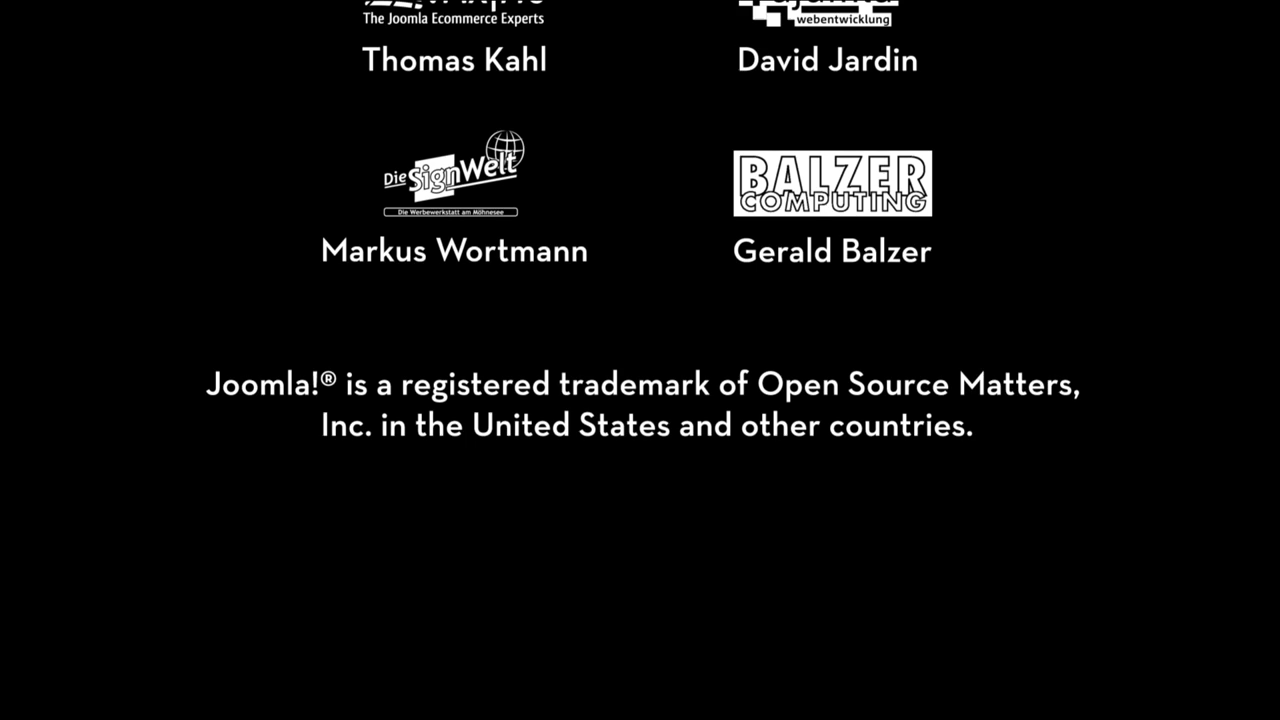 The Joomla Ecommerce Experts
webentwicklung
Thomas Kahl
David Jardin
Die SignWelt
Die Werbewerkstatt am Möhnesee
BALZER
COMPUTING
Markus Wortmann
Gerald Balzer
Joomla!® is a registered trademark of Open Source Matters,
Inc. in the United States and other countries.